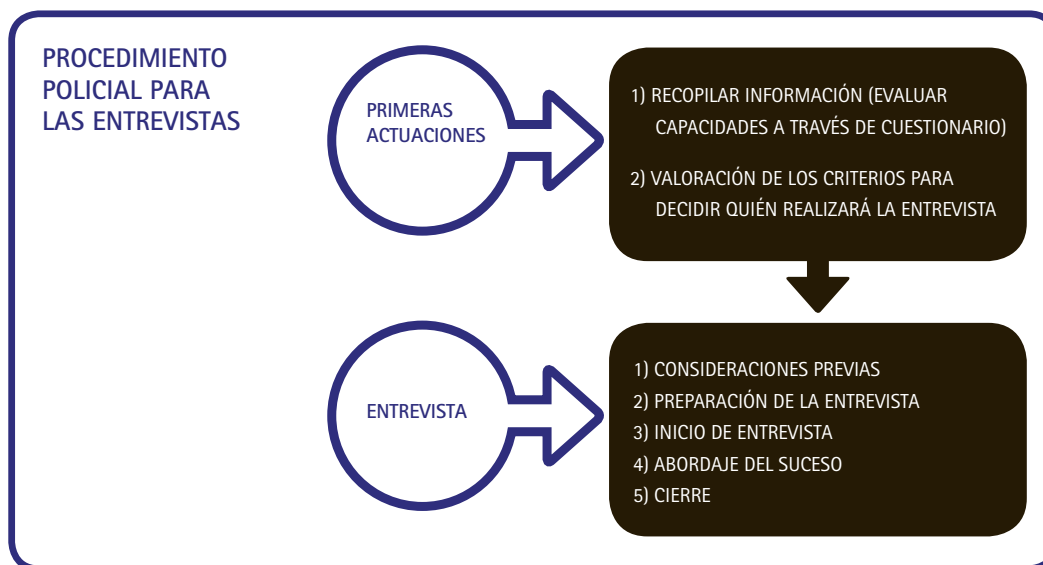 PROCEDIMIENTO
POLICIAL PARA
LAS ENTREVISTAS
PRIMERAS
ACTUACIONES
1) RECOPILAR INFORMACIÓN (EVALUAR
CAPACIDADES A TRAVÉS DE CUESTIONARIO)
2) VALORACIÓN DE LOS CRITERIOS PARA
DECIDIR QUIÉN REALIZARÁ LA ENTREVISTA
ENTREVISTA
1) CONSIDERACIONES PREVIAS
2) PREPARACIÓN DE LA ENTREVISTA
3) INICIO DE ENTREVISTA
4) ABORDAJE DEL SUCESO
5) CIERRE